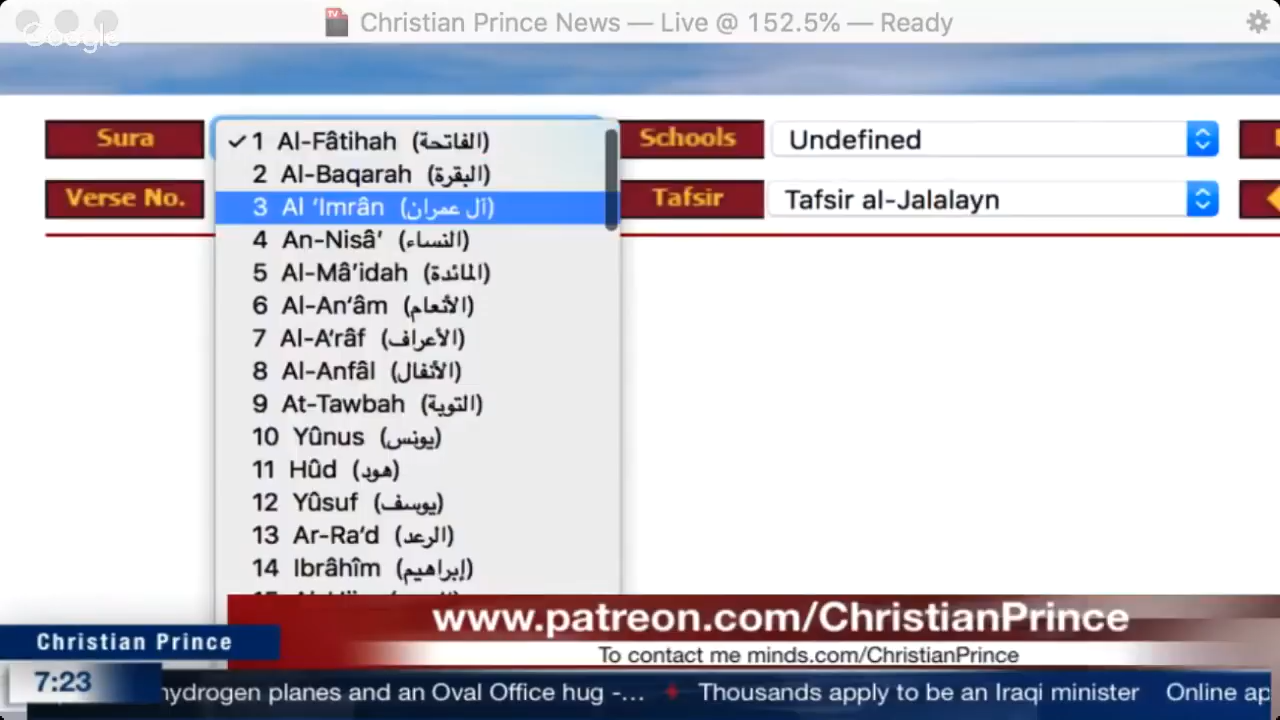 Christian Prince News — Live @ 152.5% — Ready
Google
Sura
Schools
Undefined
Verse No.
Tafsir
Tafsir al-Jalalayn
✓ 1 Al-Fâtihah (الفاتحة)
2 Al-Baqarah (البقرة)
3 Al ‘Imrân (آل عمران)
4 An-Nisâ’ (النساء)
5 Al-Mâ’idah (المائدة)
6 Al-An‘âm (الأنعام)
7 Al-A‘râf (الأعراف)
8 Al-Anfâl (الأنفال)
9 At-Tawbah (التوبة)
10 Yûnus (يونس)
11 Hûd (هود)
12 Yûsuf (يوسف)
13 Ar-Ra‘d (الرعد)
14 Ibrâhîm (إبراهيم)
www.patreon.com/ChristianPrince
Christian Prince
To contact me minds.com/ChristianPrince
7:23
hydrogen planes and an Oval Office hug -... Thousands apply to be an Iraqi minister Online